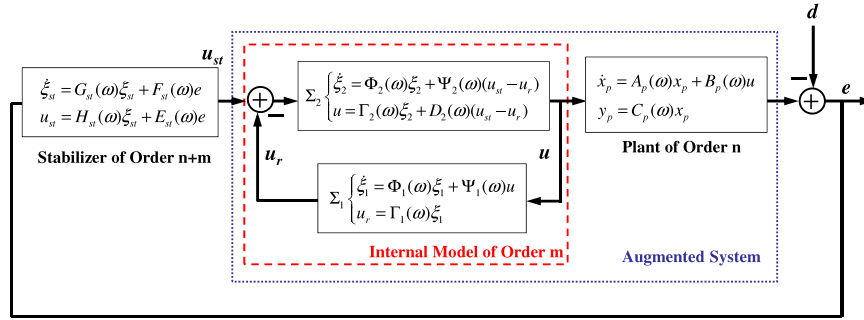 d
u_st
ξ̇_st = G_st(ω)ξ_st + F_st(ω)e
u_st = H_st(ω)ξ_st + E_st(ω)e
Stabilizer of Order n+m
+
−
Σ_2 { ξ̇_2 = Φ_2(ω)ξ_2 + Ψ_2(ω)(u_st − u_r)
u = Γ_2(ω)ξ_2 + D_2(ω)(u_st − u_r)
ẋ_p = A_p(ω)x_p + B_p(ω)u
y_p = C_p(ω)x_p
Plant of Order n
−
+
e
u_r
u
Σ_1 { ξ̇_1 = Φ_1(ω)ξ_1 + Ψ_1(ω)u
u_r = Γ_1(ω)ξ_1
Internal Model of Order m
Augmented System